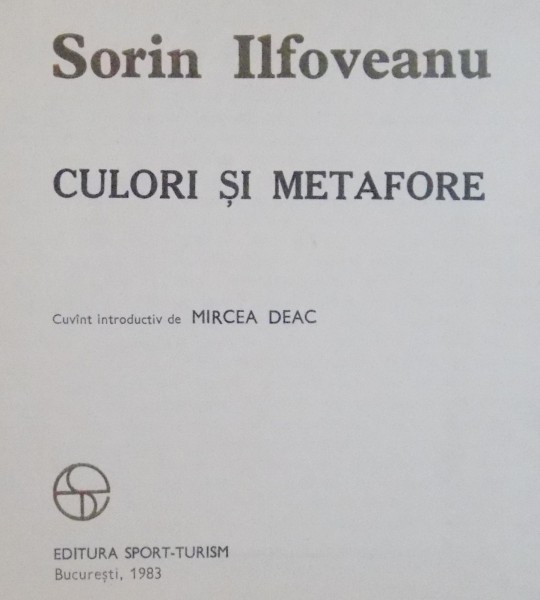 Sorin Ilfoveanu
CULORI ȘI METAFORE
Cuvînt introductiv de MIRCEA DEAC
EDITURA SPORT-TURISM
București, 1983